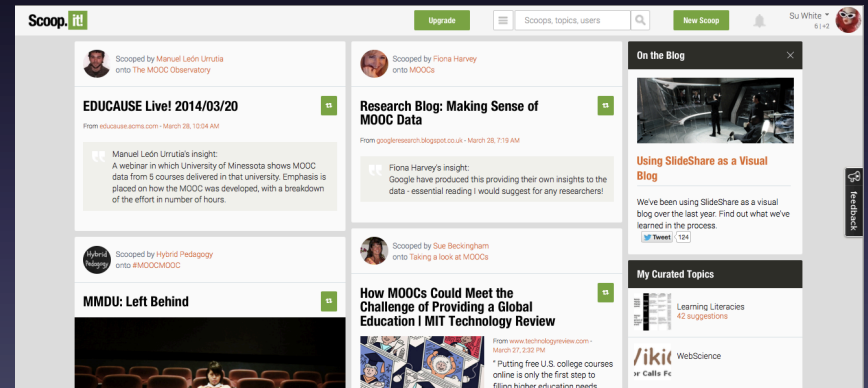 Scoop.it!
Upgrade
Scoops, topics, users
New Scoop
Su White
Scooped by Manuel León Urrutia
onto The MOOC Observatory
EDUCAUSE Live! 2014/03/20
From educause.acms.com - March 28, 10:04 AM
Manuel León Urrutia's insight:
A webinar in which University of Minessota shows MOOC
data from 5 courses delivered in that university. Emphasis is
placed on how the MOOC was developed, with a breakdown
of the effort in number of hours.
Hybrid
Pedagogy
Scooped by Hybrid Pedagogy
onto #MOOCMOOC
MMDU: Left Behind
Scooped by Fiona Harvey
onto MOOCs
Research Blog: Making Sense of
MOOC Data
From googleresearch.blogspot.co.uk - March 28, 7:19 AM
Fiona Harvey's insight:
Google have produced this providing their own insights to the
data - essential reading I would suggest for any researchers!
Scooped by Sue Beckingham
onto Taking a look at MOOCs
How MOOCs Could Meet the
Challenge of Providing a Global
Education | MIT Technology Review
From www.technologyreview.com -
March 27, 2:32 PM
" Putting free U.S. college courses
online is only the first step to
filling higher education needs
On the Blog
Using SlideShare as a Visual
Blog
We've been using SlideShare as a visual
blog over the last year. Find out what we've
learned in the process.
Tweet 124
My Curated Topics
Learning Literacies
42 suggestions
WebScience
or Calls Fo
feedback